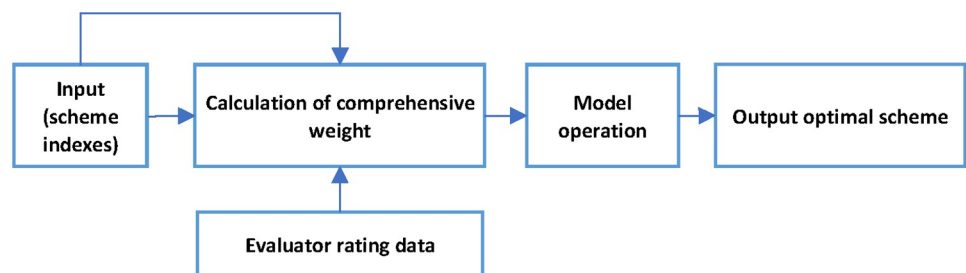 Input
(scheme
indexes)
Calculation of comprehensive
weight
Model
operation
Output optimal scheme
Evaluator rating data